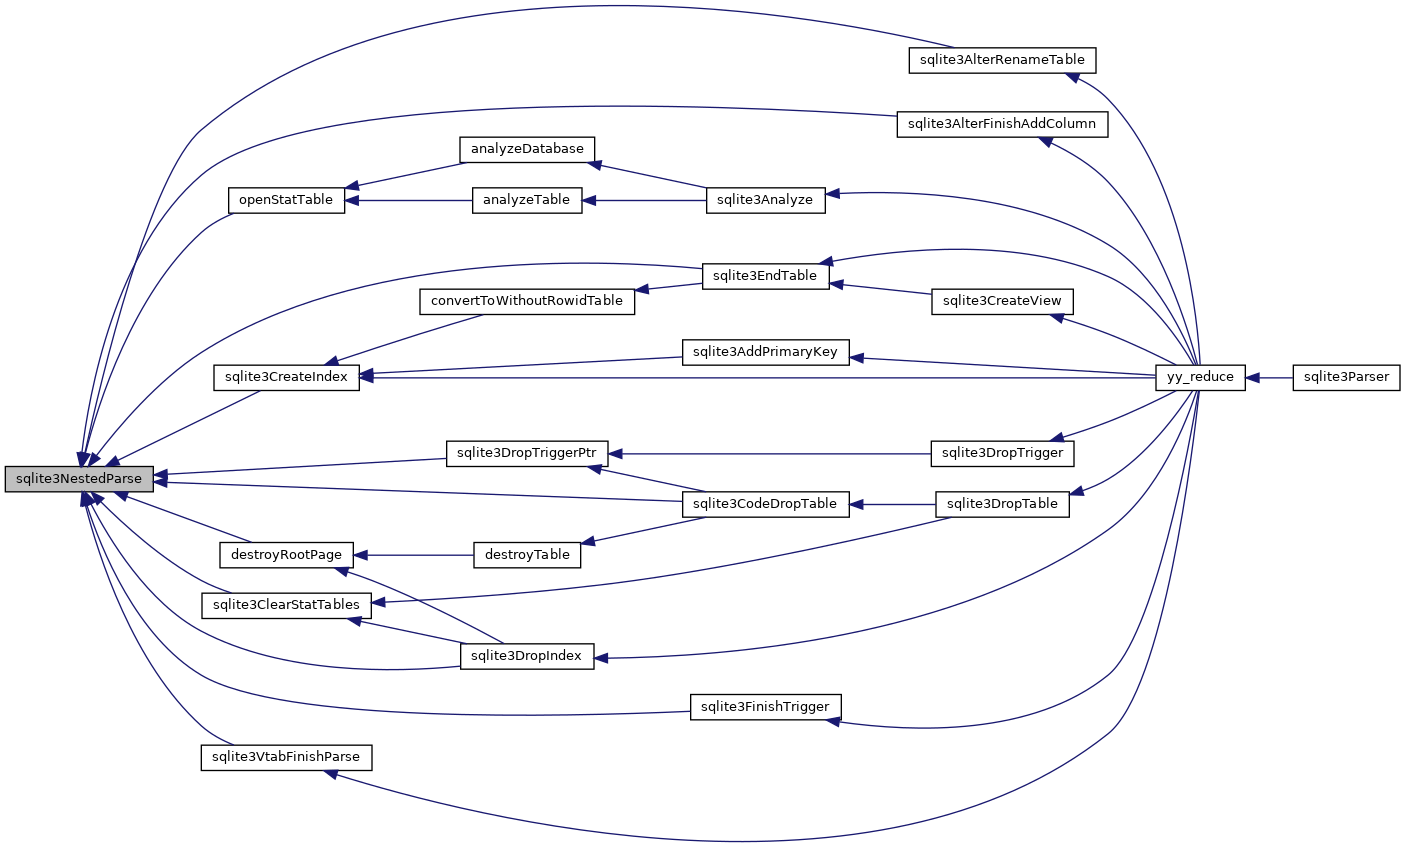 sqlite3AlterRenameTable
sqlite3AlterFinishAddColumn
analyzeDatabase
openStatTable
analyzeTable
sqlite3Analyze
sqlite3EndTable
convertToWithoutRowidTable
sqlite3CreateView
sqlite3AddPrimaryKey
sqlite3CreateIndex
yy_reduce
sqlite3Parser
sqlite3DropTriggerPtr
sqlite3DropTrigger
sqlite3NestedParse
sqlite3CodeDropTable
sqlite3DropTable
destroyRootPage
destroyTable
sqlite3ClearStatTables
sqlite3DropIndex
sqlite3FinishTrigger
sqlite3VtabFinishParse